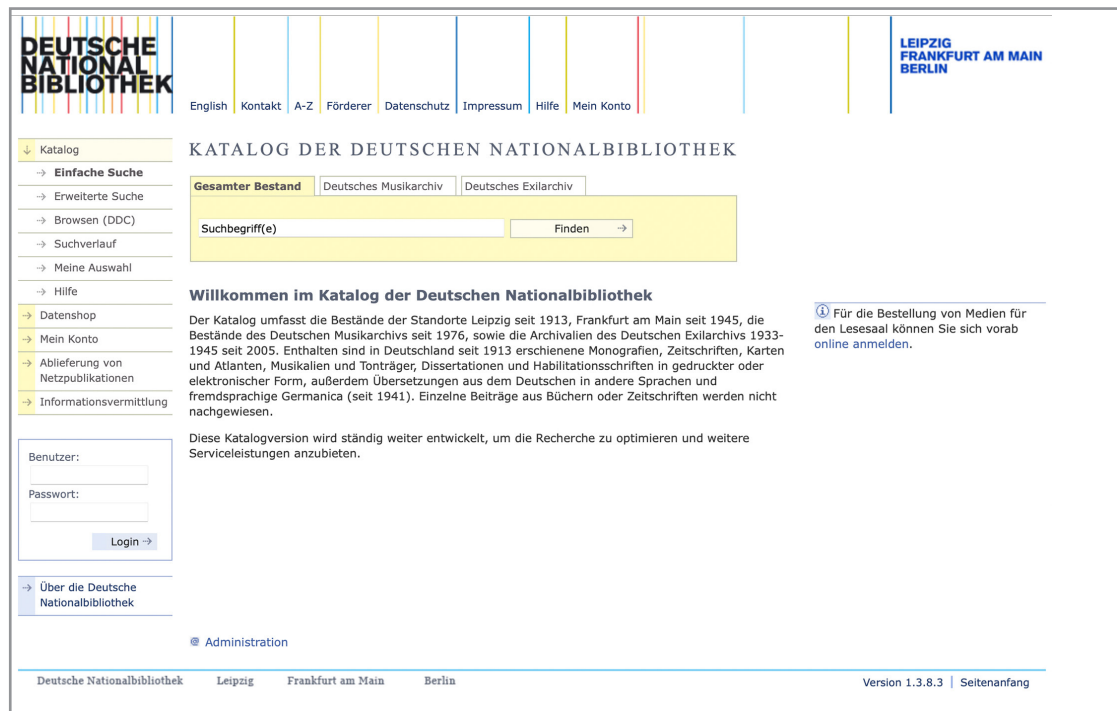 DEUTSCHE
NATIONAL
BIBLIOTHEK
LEIPZIG
FRANKFURT AM MAIN
BERLIN
English Kontakt A-Z Förderer Datenschutz Impressum Hilfe Mein Konto
Katalog
Einfache Suche
Erweiterte Suche
Browsen (DDC)
Suchverlauf
Meine Auswahl
Hilfe
Datenshop
Mein Konto
Ablieferung von
Netzpublikationen
Informationsvermittlung
Benutzer:
Passwort:
Login
Über die Deutsche
Nationalbibliothek
KATALOG DER DEUTSCHEN NATIONALBIBLIOTHEK
Gesamter Bestand Deutsches Musikarchiv Deutsches Exilarchiv
Suchbegriff(e) Finden
Willkommen im Katalog der Deutschen Nationalbibliothek
Der Katalog umfasst die Bestände der Standorte Leipzig seit 1913, Frankfurt am Main seit 1945, die
Bestände des Deutschen Musikarchivs seit 1976, sowie die Archivalien des Deutschen Exilarchivs 1933-
1945 seit 2005. Enthalten sind in Deutschland seit 1913 erschienene Monografien, Zeitschriften, Karten
und Atlanten, Musikalien und Tonträger, Dissertationen und Habilitationsschriften in gedruckter oder
elektronischer Form, außerdem Übersetzungen aus dem Deutschen in andere Sprachen und
fremdsprachige Germanica (seit 1941). Einzelne Beiträge aus Büchern oder Zeitschriften werden nicht
nachgewiesen.
Diese Katalogversion wird ständig weiter entwickelt, um die Recherche zu optimieren und weitere
Serviceleistungen anzubieten.
Für die Bestellung von Medien für
den Lesesaal können Sie sich vorab
online anmelden.
Administration
Deutsche Nationalbibliothek Leipzig Frankfurt am Main Berlin
Version 1.3.8.3 | Seitenanfang